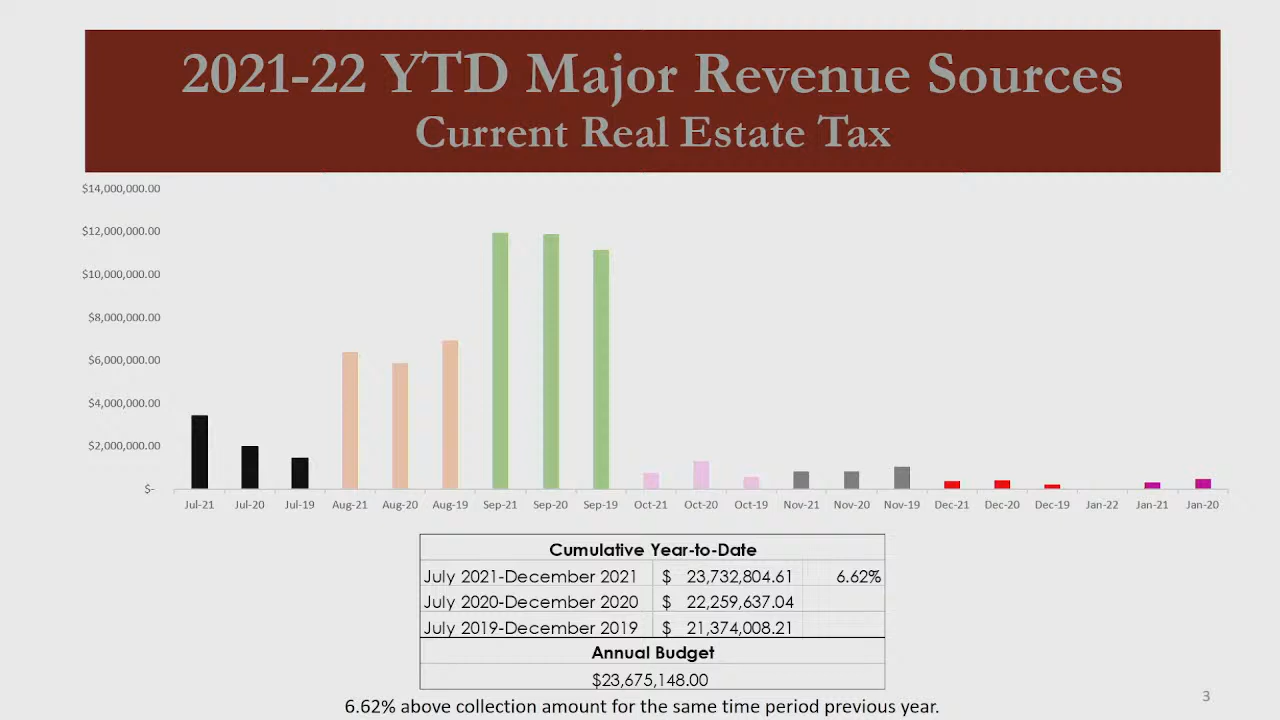 2021-22 YTD Major Revenue Sources
Current Real Estate Tax
$14,000,000.00
$12,000,000.00
$10,000,000.00
$8,000,000.00
$6,000,000.00
$4,000,000.00
$2,000,000.00
$-
Jul-21 Jul-20 Jul-19 Aug-21 Aug-20 Aug-19 Sep-21 Sep-20 Sep-19 Oct-21 Oct-20 Oct-19 Nov-21 Nov-20 Nov-19 Dec-21 Dec-20 Dec-19 Jan-22 Jan-21 Jan-20
Cumulative Year-to-Date
July 2021-December 2021 $ 23,732,804.61 6.62%
July 2020-December 2020 $ 22,259,637.04
July 2019-December 2019 $ 21,374,008.21
Annual Budget
$23,675,148.00
6.62% above collection amount for the same time period previous year.
3